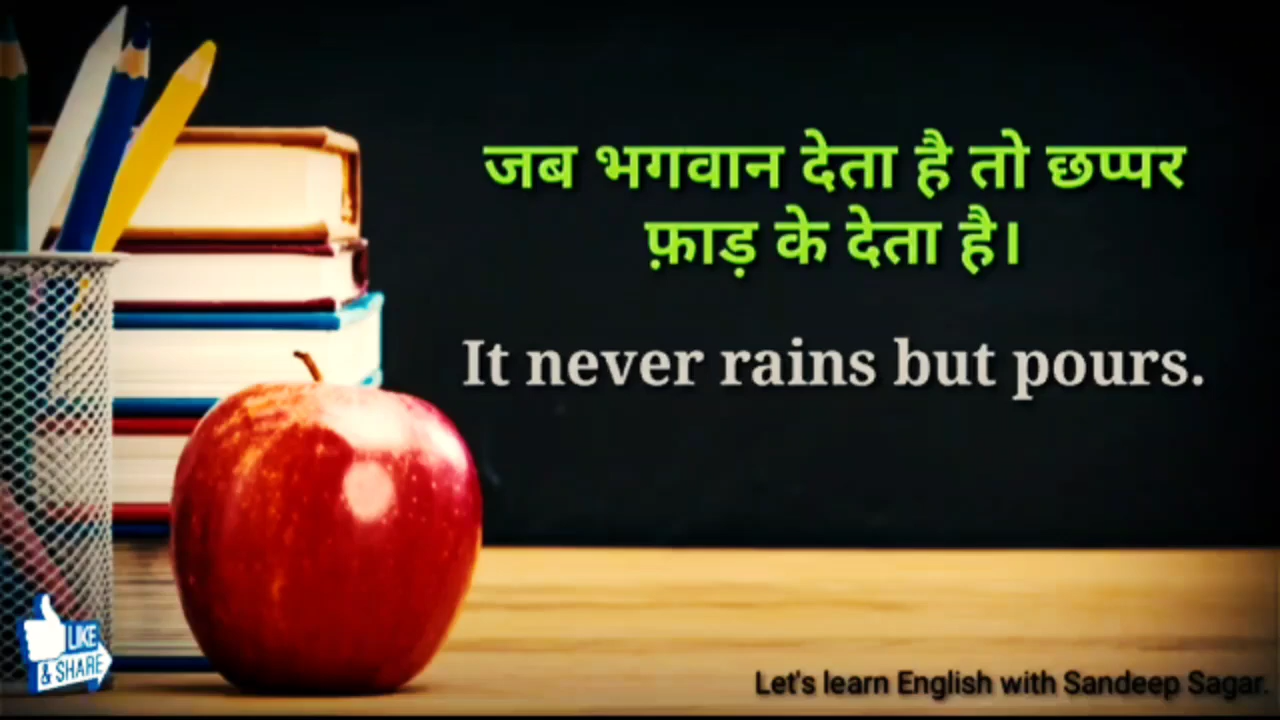 जब भगवान देता है तो छप्पर
फ़ाड़ के देता है।
It never rains but pours.
LIKE
& SHARE
Let's learn English with Sandeep Sagar.